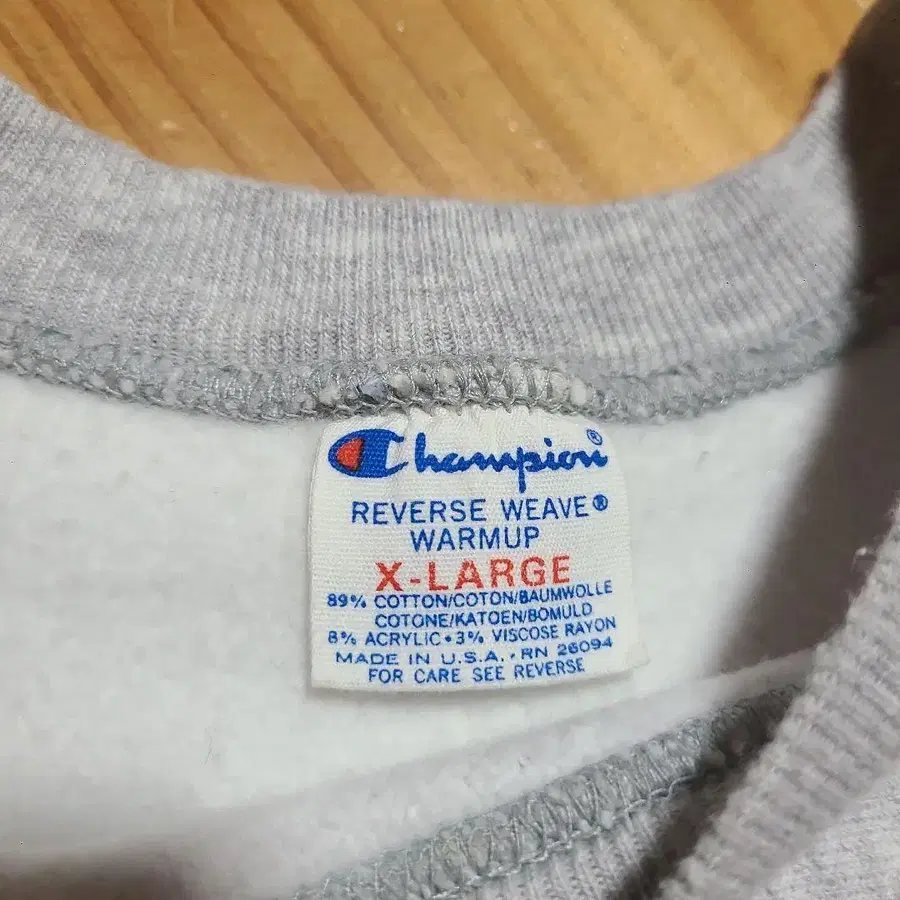 Champion®
REVERSE WEAVE®
WARMUP
X-LARGE
89% COTTON/COTON/BAUMWOLLE
COTONE/KATOEN/BOMULD
8% ACRYLIC•3% VISCOSE RAYON
MADE IN U.S.A.•RN 26094
FOR CARE SEE REVERSE